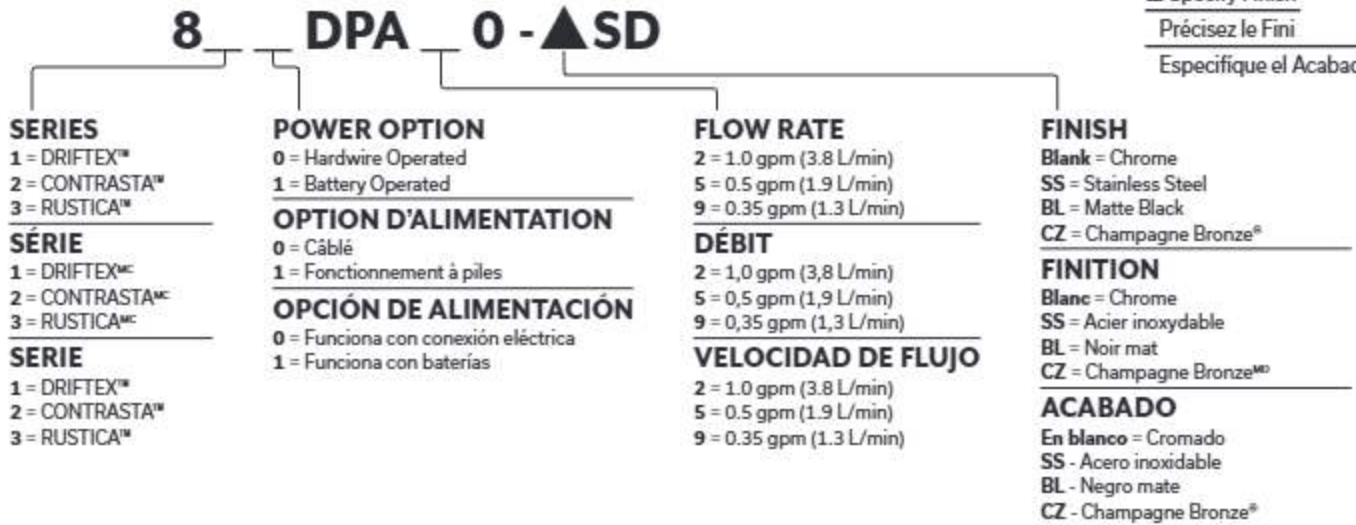 Specify Finish
Précisez le Fini
Especifíque el
8_ _ DPA _ 0 - ▲SD
SERIES
1 = DRIFTEX™
2 = CONTRASTA™
3 = RUSTICA™
SÉRIE
1 = DRIFTEXᴹᶜ
2 = CONTRASTAᴹᶜ
3 = RUSTICAᴹᶜ
SERIE
1 = DRIFTEX™
2 = CONTRASTA™
3 = RUSTICA™
POWER OPTION
0 = Hardwire Operated
1 = Battery Operated
OPTION D'ALIMENTATION
0 = Câblé
1 = Fonctionnement à piles
OPCIÓN DE ALIMENTACIÓN
0 = Funciona con conexión eléctrica
1 = Funciona con baterías
FLOW RATE
2 = 1.0 gpm (3.8 L/min)
5 = 0.5 gpm (1.9 L/min)
9 = 0.35 gpm (1.3 L/min)
DÉBIT
2 = 1,0 gpm (3,8 L/min)
5 = 0,5 gpm (1,9 L/min)
9 = 0,35 gpm (1,3 L/min)
VELOCIDAD DE FLUJO
2 = 1.0 gpm (3.8 L/min)
5 = 0.5 gpm (1.9 L/min)
9 = 0.35 gpm (1.3 L/min)
FINISH
Blank = Chrome
SS = Stainless Steel
BL = Matte Black
CZ = Champagne Bronze®
FINITION
Blanc = Chrome
SS = Acier inoxydable
BL = Noir mat
CZ = Champagne Bronzeᴹᴰ
ACABADO
En blanco = Cromado
SS - Acero inoxidable
BL - Negro mate
CZ - Champagne Bronze®